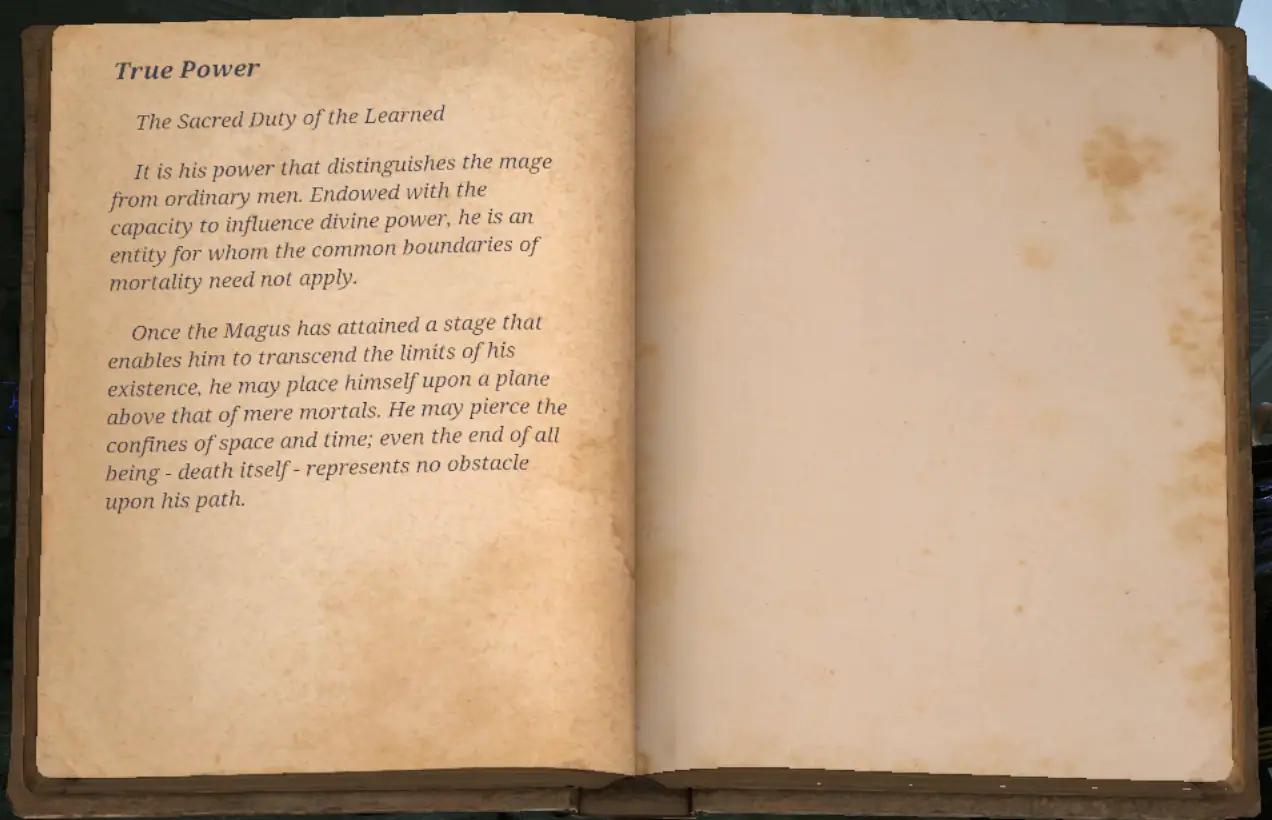 True Power
The Sacred Duty of the Learned
It is his power that distinguishes the mage
from ordinary men. Endowed with the
capacity to influence divine power, he is an
entity for whom the common boundaries of
mortality need not apply.
Once the Magus has attained a stage that
enables him to transcend the limits of his
existence, he may place himself upon a plane
above that of mere mortals. He may pierce the
confines of space and time; even the end of all
being - death itself - represents no obstacle
upon his path.